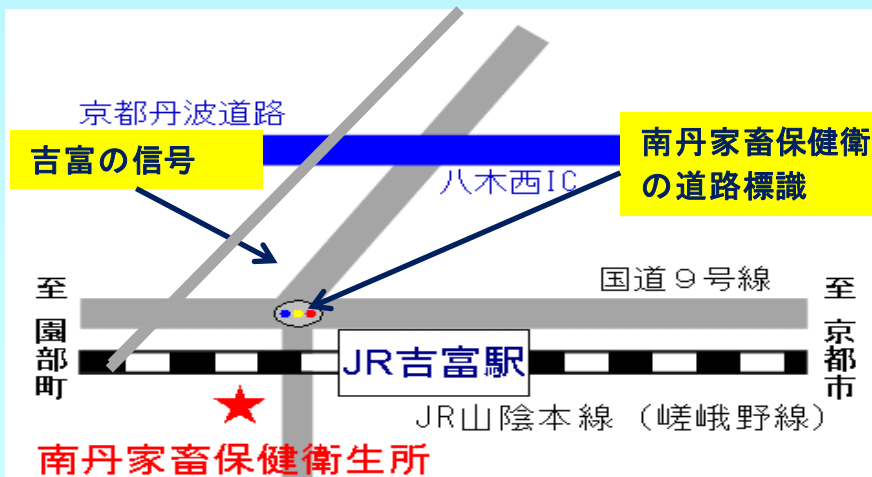 京都丹波道路
吉富の信号
南丹家畜保健衛
の道路標識
八木西IC
国道9号線
至 園部町
至 京都市
JR吉富駅
JR山陰本線（嵯峨野線）
南丹家畜保健衛生所